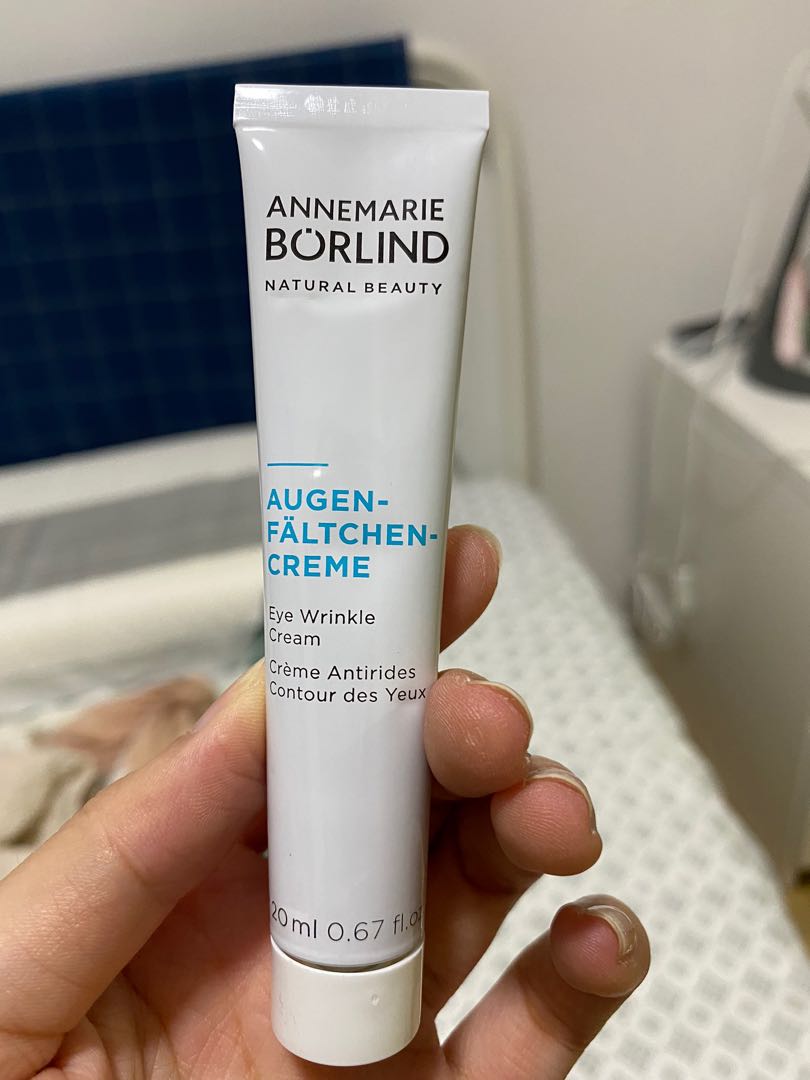 ANNEMARIE
BÖRLIND
NATURAL BEAUTY
AUGEN-
FÄLTCHEN-
CREME
Eye Wrinkle
Cream
Crème Antirides
Contour des Yeux
20 ml 0.67 fl.oz